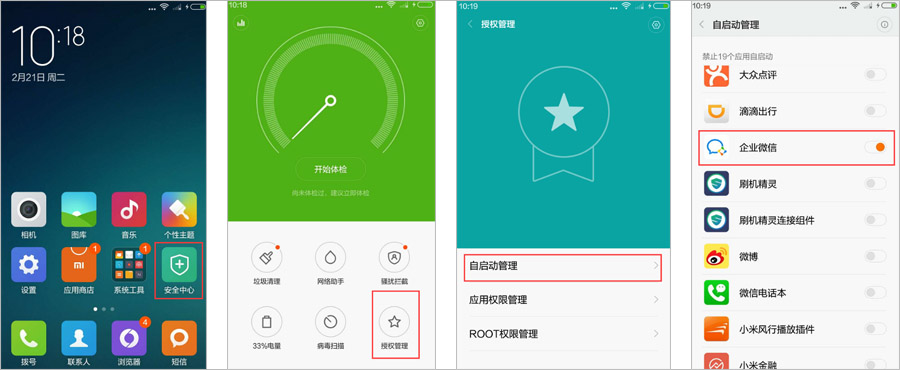 10:18
2月21日 周二
相机
图库
音乐
个性主题
设置
1
应用商店
1
系统工具
安全中心
拨号
联系人
4
浏览器
短信
10:18
开始体检
尚未体检过，建议立即体检
垃圾清理
网络助手
骚扰拦截
33%电量
病毒扫描
授权管理
10:19
授权管理
自启动管理
应用权限管理
ROOT权限管理
10:19
自启动管理
禁止19个应用自启动
大众点评
滴滴出行
企业微信
刷机精灵
刷机精灵连接组件
微博
微信电话本
小米风行播放插件
小米金融